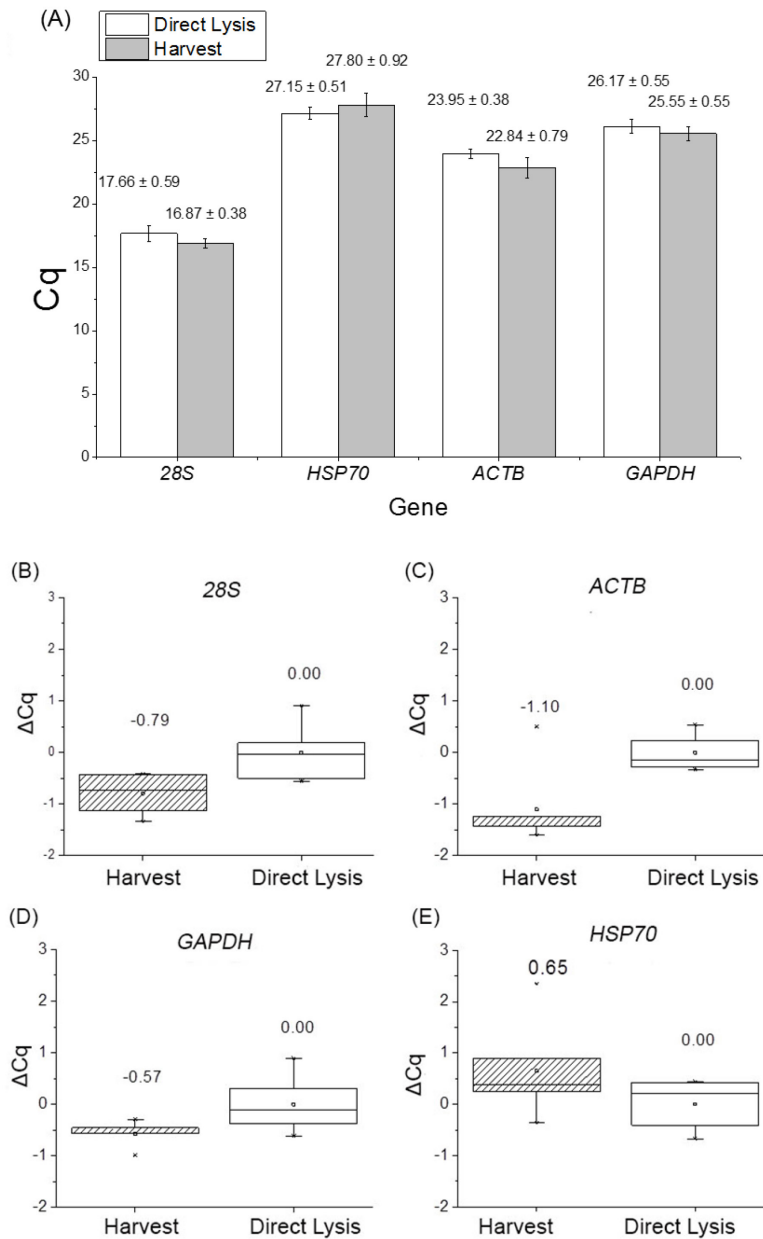 (A)
Direct Lysis
Harvest
27.80 ± 0.92
27.15 ± 0.51
26.17 ± 0.55
23.95 ± 0.38
25.55 ± 0.55
22.84 ± 0.79
17.66 ± 0.59
16.87 ± 0.38
30
25
20
15
10
5
0
Cq
28S HSP70 ACTB GAPDH
Gene
(B)
28S
3
2
1
0
-1
-2
ΔCq
-0.79
0.00
Harvest Direct Lysis
(C)
ACTB
3
2
1
0
-1
-2
ΔCq
-1.10
0.00
Harvest Direct Lysis
(D)
GAPDH
3
2
1
0
-1
-2
ΔCq
-0.57
0.00
Harvest Direct Lysis
(E)
HSP70
3
2
1
0
-1
-2
ΔCq
0.65
0.00
Harvest Direct Lysis